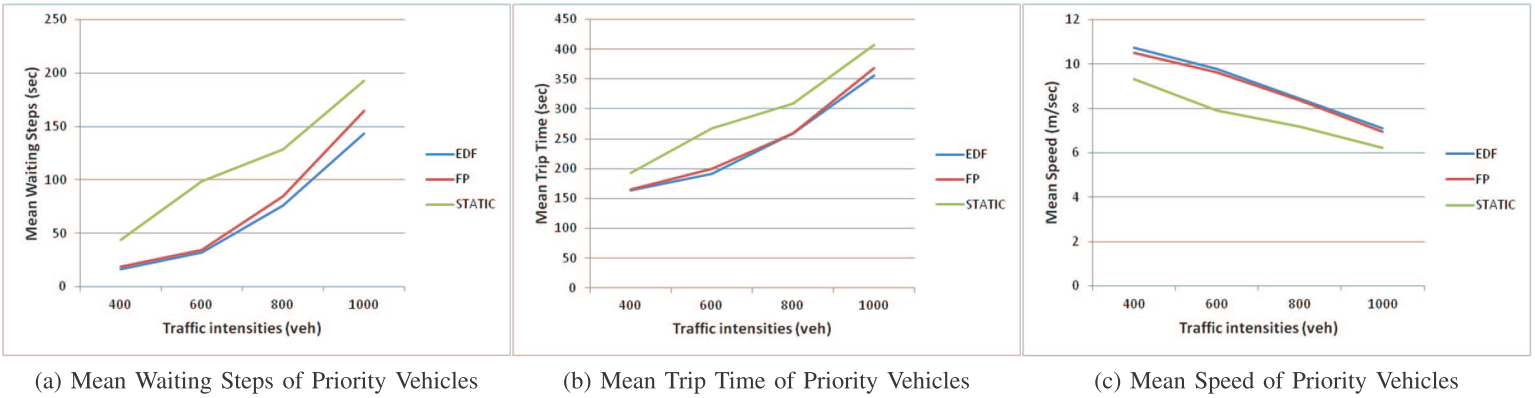 250
200
150
100
50
0
Mean Waiting Steps (sec)
400 600 800 1000
Traffic intensities (veh)
EDF
FP
STATIC
(a) Mean Waiting Steps of Priority Vehicles
450
400
350
300
250
200
150
100
50
0
Mean Trip Time (sec)
400 600 800 1000
Traffic intensities (veh)
EDF
FP
STATIC
(b) Mean Trip Time of Priority Vehicles
12
10
8
6
4
2
0
Mean Speed (m/sec)
400 600 800 1000
Traffic intensities (veh)
EDF
FP
STATIC
(c) Mean Speed of Priority Vehicles